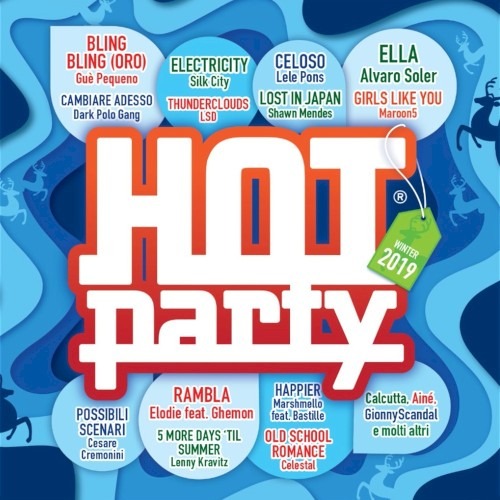 BLING
BLING (ORO)
Guè Pequeno
CAMBIARE ADESSO
Dark Polo Gang
ELECTRICITY
Silk City
THUNDERCLOUDS
LSD
CELOSO
Lele Pons
LOST IN JAPAN
Shawn Mendes
ELLA
Alvaro Soler
GIRLS LIKE YOU
Maroon5
HOT
®
party
WINTER
2019
POSSIBILI
SCENARI
Cesare
Cremonini
RAMBLA
Elodie feat. Ghemon
5 MORE DAYS 'TIL
SUMMER
Lenny Kravitz
HAPPIER
Marshmello
feat. Bastille
OLD SCHOOL
ROMANCE
Celestal
Calcutta, Ainé,
GionnyScandal
e molti altri